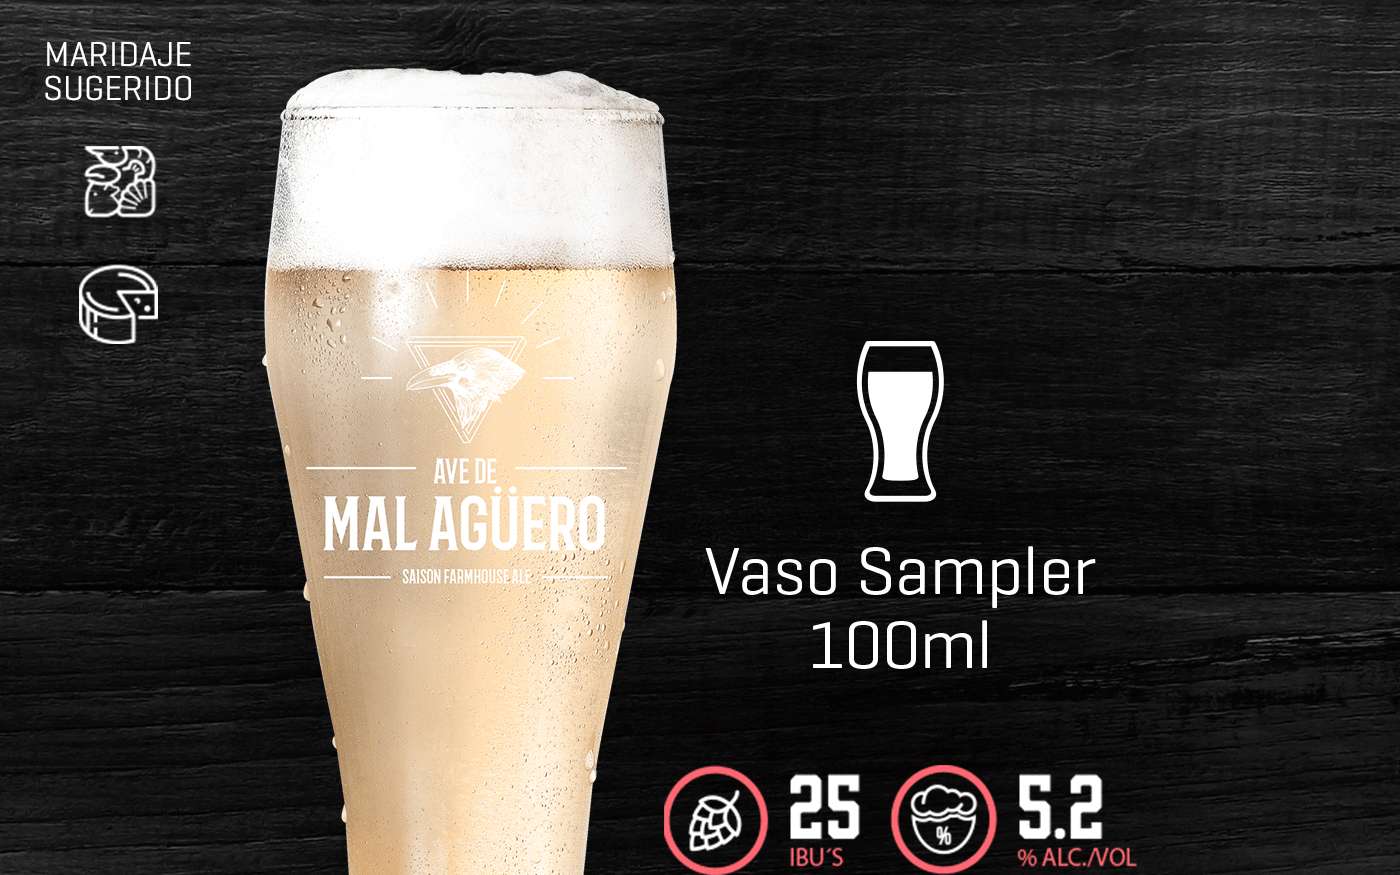 MARIDAJE
SUGERIDO
AVE DE
MAL AGÜERO
SAISON FARMHOUSE ALE
Vaso Sampler
100ml
25
IBU´S
%
5.2
% ALC./VOL